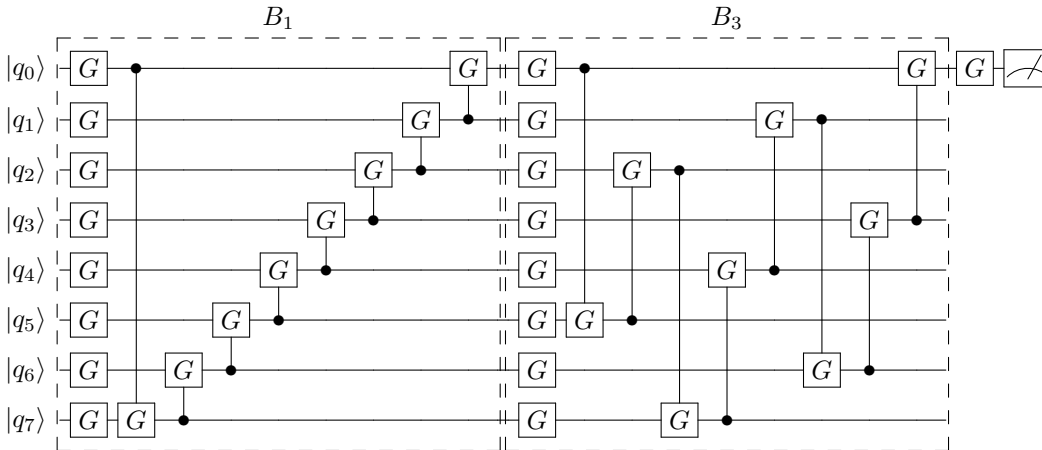 B₁ B₃
|q₀⟩ G G G G
|q₁⟩ G G G G
|q₂⟩ G G G G
|q₃⟩ G G G G
|q₄⟩ G G G G
|q₅⟩ G G G G
|q₆⟩ G G G G
|q₇⟩ G G G G